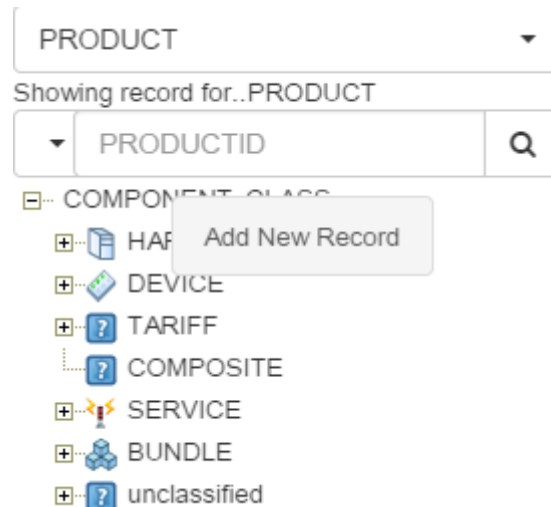 PRODUCT
Showing record for..PRODUCT
PRODUCTID
Add New Record
DEVICE
TARIFF
COMPOSITE
SERVICE
BUNDLE
unclassified